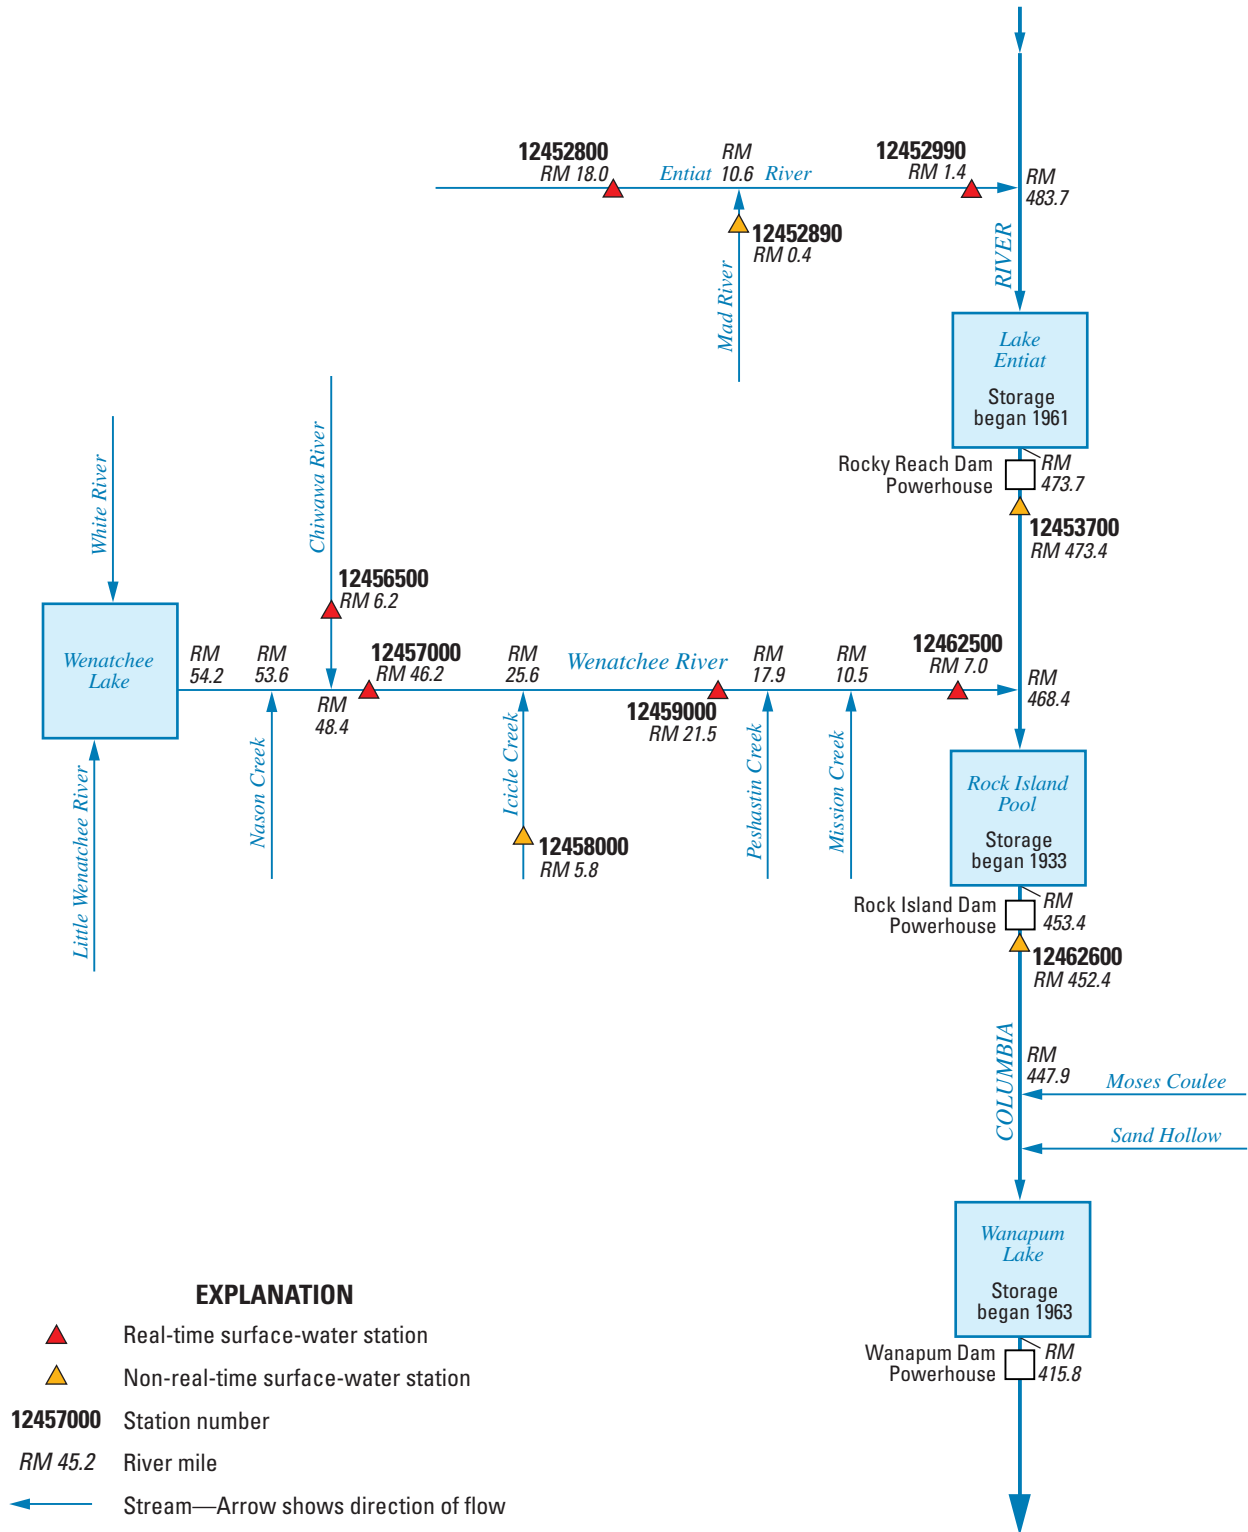 12452800
RM 18.0
Entiat River
RM
10.6
12452990
RM 1.4
RM
483.7
12452890
RM 0.4
Mad River
RIVER
Lake
Entiat
Storage
began 1961
Rocky Reach Dam
Powerhouse
RM
473.7
12453700
RM 473.4
White River
Chiwawa River
12456500
RM 6.2
Wenatchee
Lake
RM
54.2
RM
53.6
RM
48.4
12457000
RM 46.2
RM
25.6
Wenatchee River
12459000
RM 21.5
RM
17.9
RM
10.5
12462500
RM 7.0
RM
468.4
Little Wenatchee River
Nason Creek
Icicle Creek
12458000
RM 5.8
Peshastin Creek
Mission Creek
Rock Island
Pool
Storage
began 1933
Rock Island Dam
Powerhouse
RM
453.4
12462600
RM 452.4
COLUMBIA
RM
447.9
Moses Coulee
Sand Hollow
Wanapum
Lake
Storage
began 1963
Wanapum Dam
Powerhouse
RM
415.8
EXPLANATION
Real-time surface-water station
Non-real-time surface-water station
12457000 Station number
RM 45.2 River mile
Stream—Arrow shows direction of flow